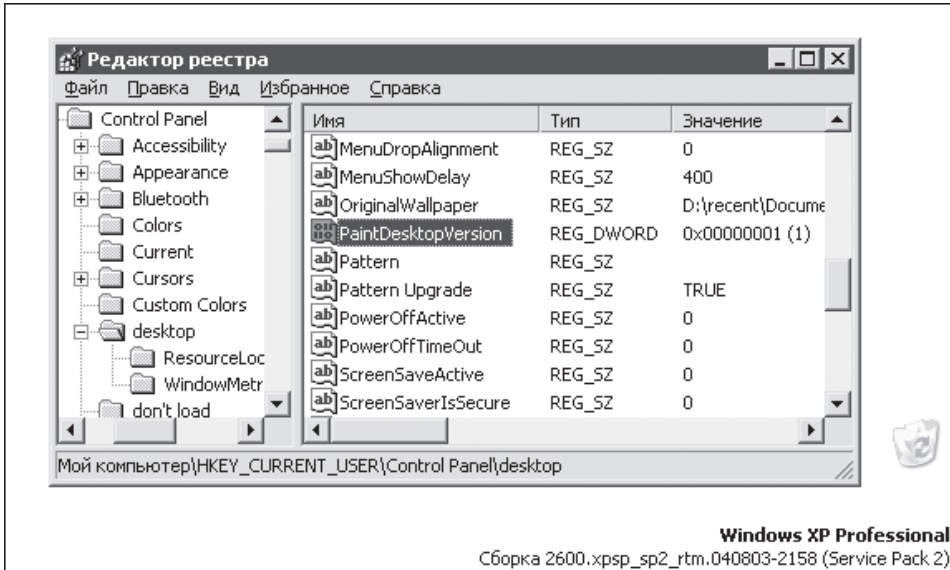 Редактор реестра
Файл Правка Вид Избранное Справка
Control Panel
Accessibility
Appearance
Bluetooth
Colors
Current
Cursors
Custom Colors
desktop
ResourceLoc
WindowMetr
don't load
Имя Тип Значение
MenuDropAlignment REG_SZ 0
MenuShowDelay REG_SZ 400
OriginalWallpaper REG_SZ D:\recent\Docume
PaintDesktopVersion REG_DWORD 0x00000001 (1)
Pattern REG_SZ
Pattern Upgrade REG_SZ TRUE
PowerOffActive REG_SZ 0
PowerOffTimeOut REG_SZ 0
ScreenSaveActive REG_SZ 0
ScreenSaverIsSecure REG_SZ 0
Мой компьютер\HKEY_CURRENT_USER\Control Panel\desktop
Windows XP Professional
Сборка 2600.xpsp_sp2_rtm.040803-2158 (Service Pack 2)